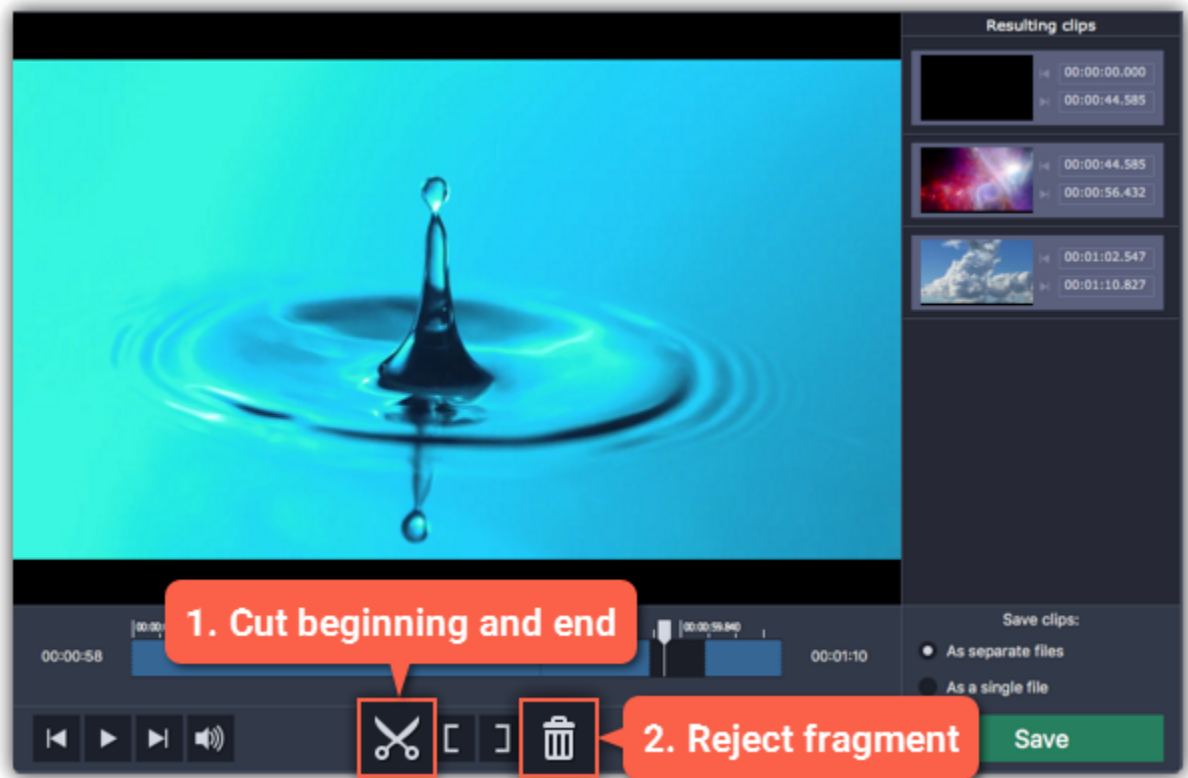 Resulting clips
00:00:00.000
00:00:44.585
00:00:44.585
00:00:56.432
00:01:02.547
00:01:10.827
1. Cut beginning and end
00:00:59.840
00:00:58
00:01:10
Save clips:
As separate files
As a single file
2. Reject fragment
Save